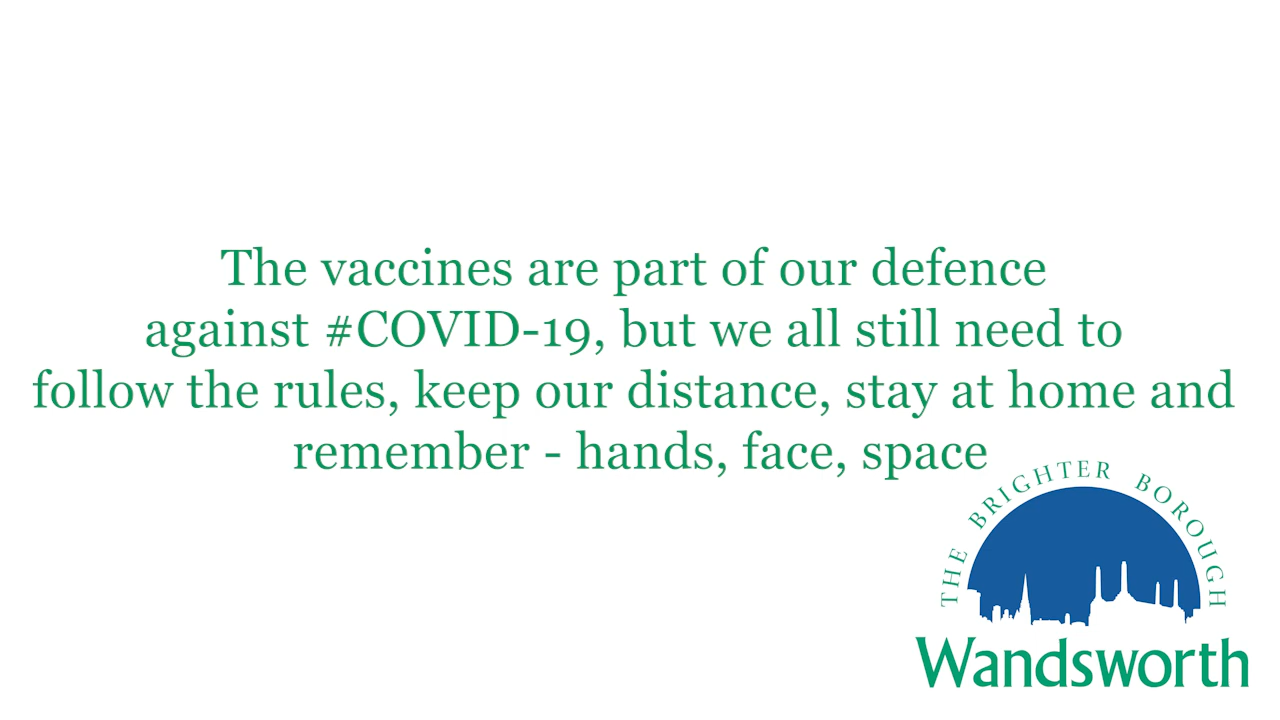 The vaccines are part of our defence
against #COVID-19, but we all still need to
follow the rules, keep our distance, stay at home and
remember - hands, face, space
THE BRIGHTER BOROUGH
Wandsworth